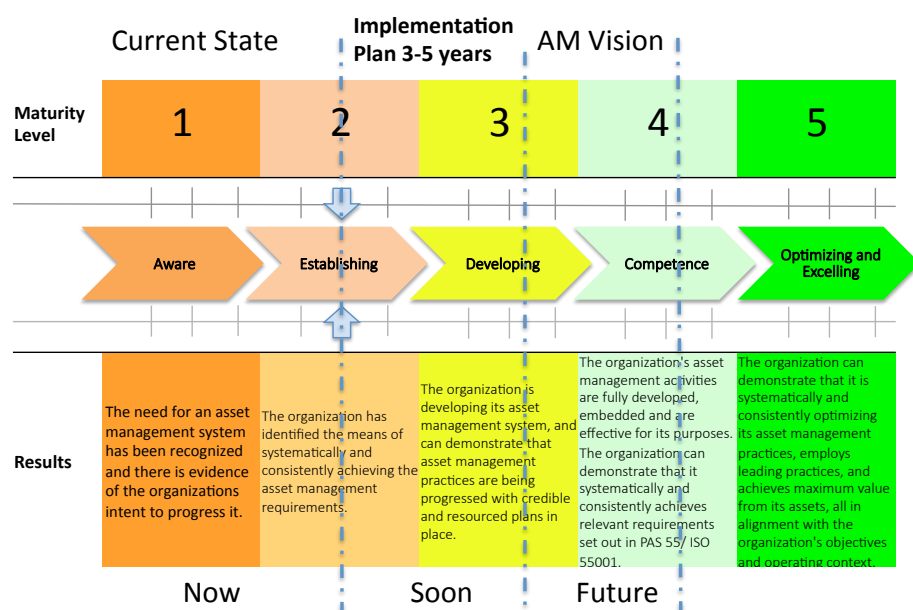 Current State
Implementation
Plan 3-5 years
AM Vision
Maturity
Level
1
2
3
4
5
Aware
Establishing
Developing
Competence
Optimizing and
Excelling
Results
The need for an asset
management system
has been recognized
and there is evidence
of the organizations
intent to progress it.
The organization has
identified the means of
systematically and
consistently achieving the
asset management
requirements.
The organization is
developing its asset
management system, and
can demonstrate that
asset management
practices are being
progressed with credible
and resourced plans in
place.
The organization's asset
management activities
are fully developed,
embedded and are
effective for its purposes.
The organization can
demonstrate that it
systematically and
consistently achieves
relevant requirements
set out in PAS 55/ ISO
55001.
The organization can
demonstrate that it is
systematically and
consistently optimizing
its asset management
practices, employs
leading practices, and
achieves maximum value
from its assets, all in
alignment with the
organization's objectives
and operating context.
Now
Soon
Future